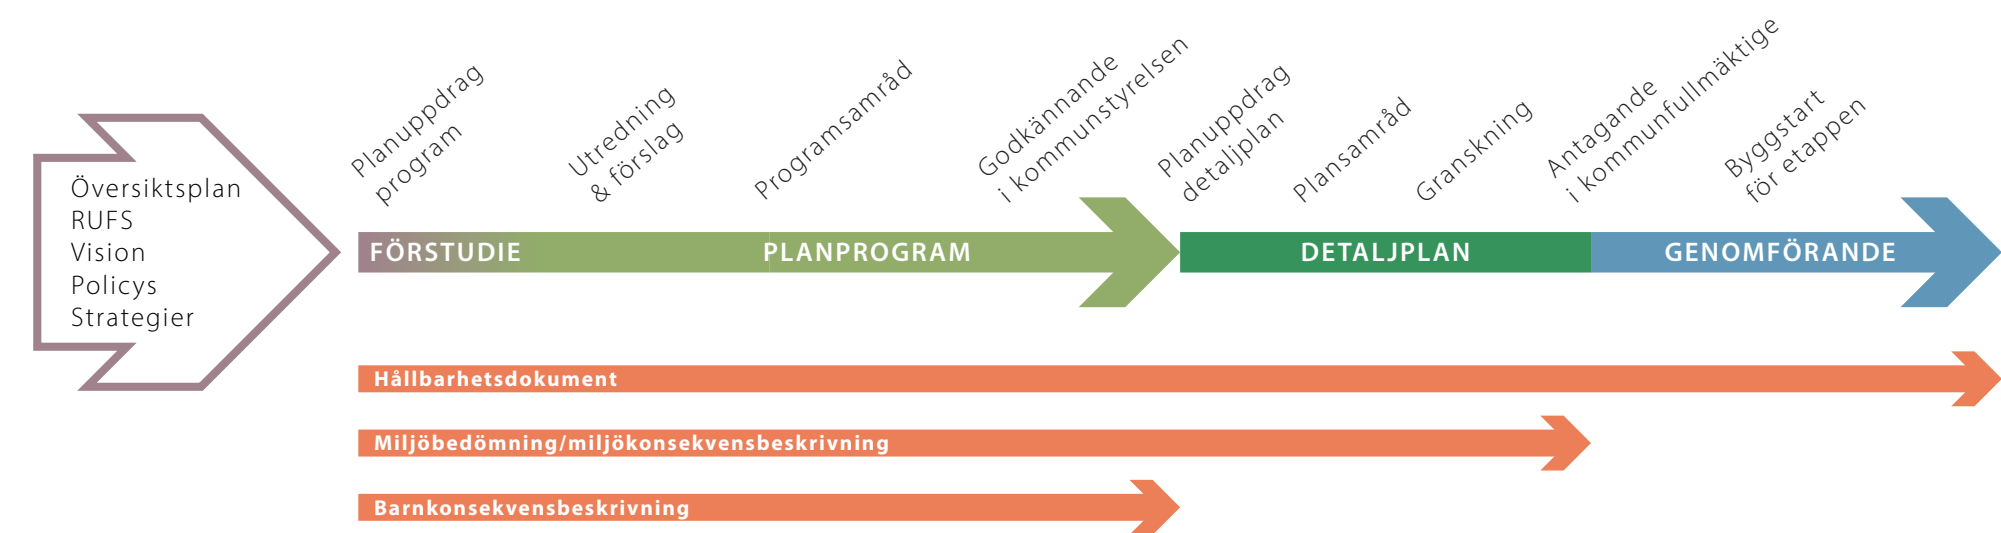 Översiktsplan
RUFS
Vision
Policys
Strategier
Planuppdrag
program
Utredning
& förslag
Programsamråd
Godkännande
i kommunstyrelsen
Planuppdrag
detaljplan
Plansamråd
Granskning
Antagande
i kommunfullmäktige
Byggstart
för etappen
FÖRSTUDIE
PLANPROGRAM
DETALJPLAN
GENOMFÖRANDE
Hållbarhetsdokument
Miljöbedömning/miljökonsekvensbeskrivning
Barnkonsekvensbeskrivning